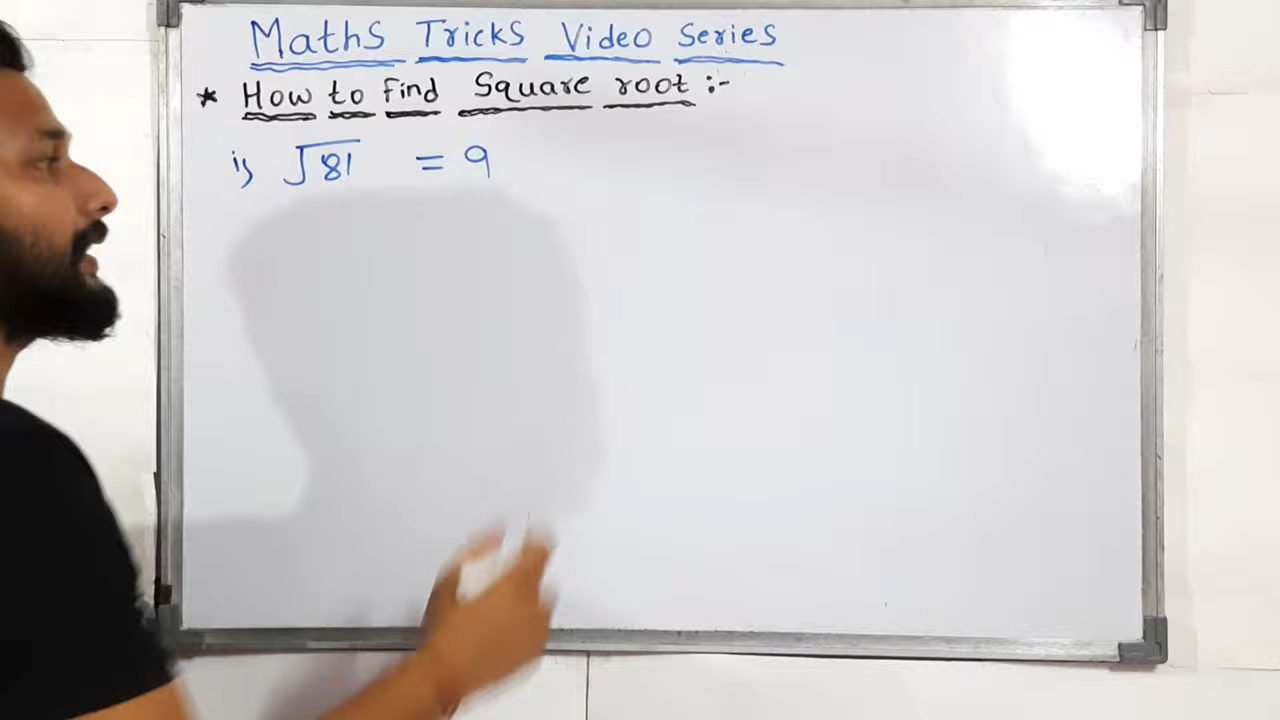 Maths Tricks Video Series
* How to find Square root :-
i) √81 = 9